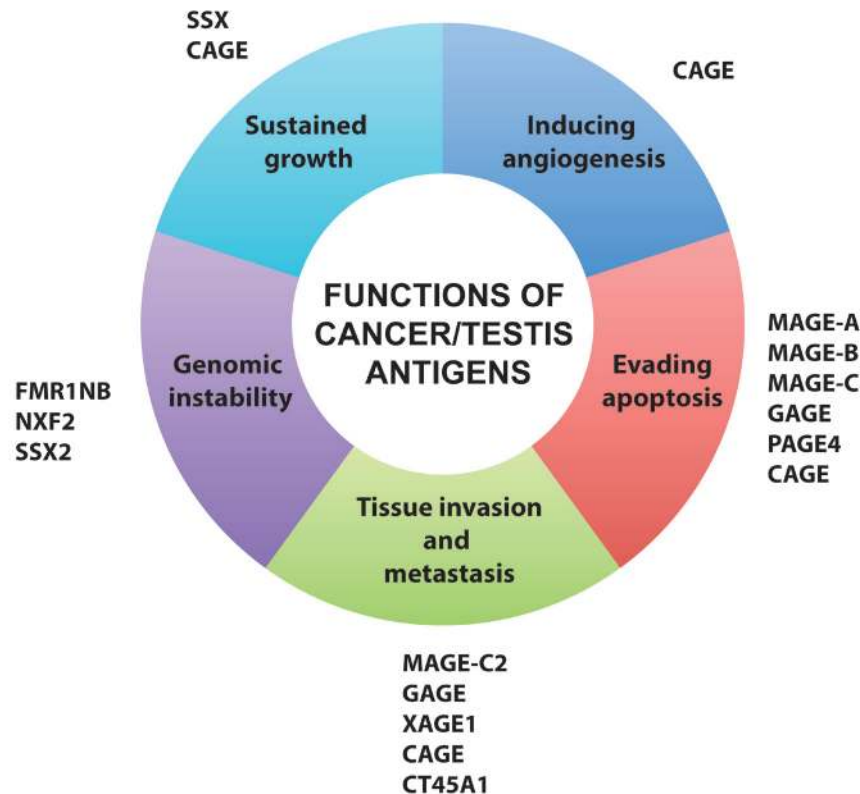 SSX
CAGE
CAGE
Sustained
growth
Inducing
angiogenesis
FUNCTIONS OF
CANCER/TESTIS
ANTIGENS
Genomic
instability
Evading
apoptosis
MAGE-A
MAGE-B
MAGE-C
GAGE
PAGE4
CAGE
FMR1NB
NXF2
SSX2
Tissue invasion
and
metastasis
MAGE-C2
GAGE
XAGE1
CAGE
CT45A1